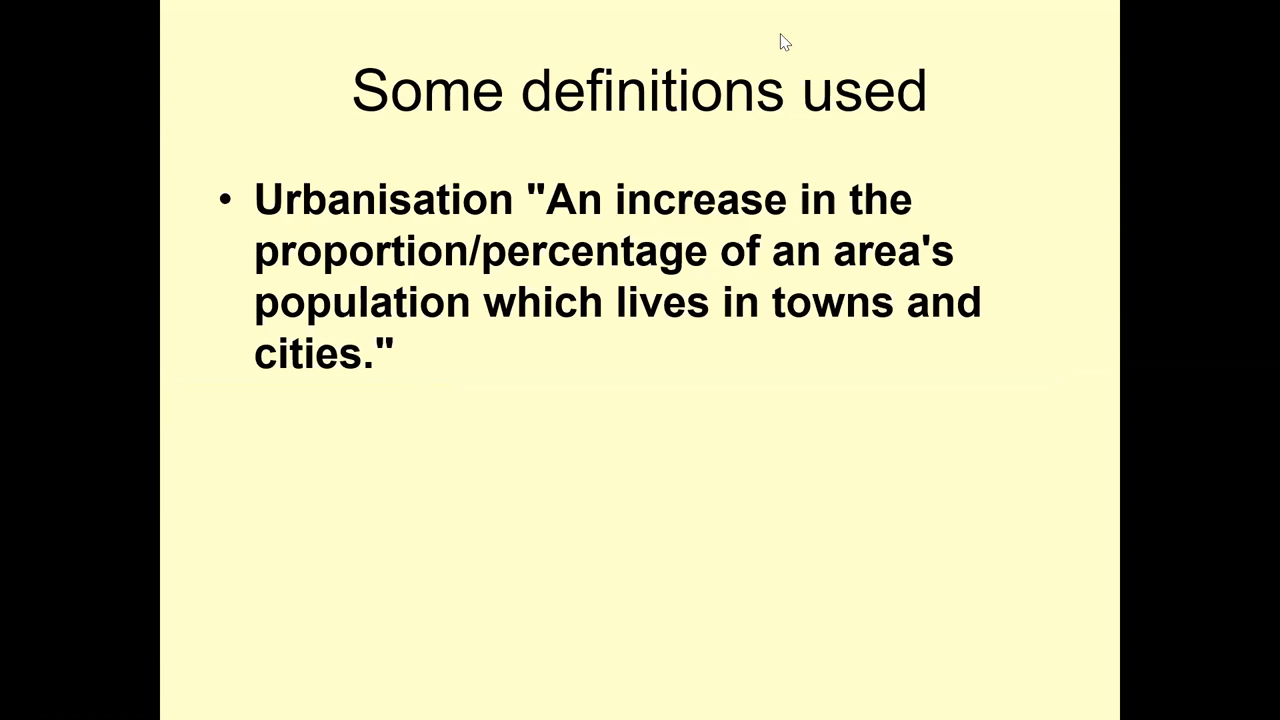 Some definitions used
• Urbanisation "An increase in the
proportion/percentage of an area's
population which lives in towns and
cities."